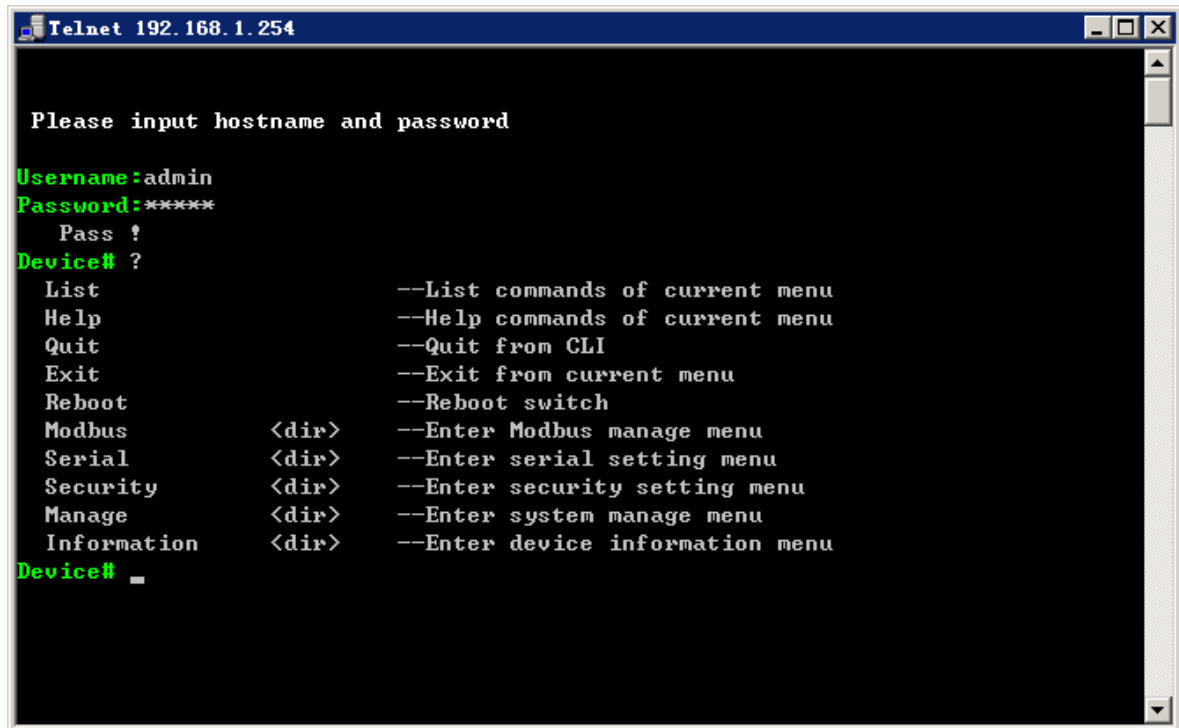 Telnet 192.168.1.254
Please input hostname and password
Username:admin
Password:*****
Pass !
Device# ?
List --List commands of current menu
Help --Help commands of current menu
Quit --Quit from CLI
Exit --Exit from current menu
Reboot --Reboot switch
Modbus <dir> --Enter Modbus manage menu
Serial <dir> --Enter serial setting menu
Security <dir> --Enter security setting menu
Manage <dir> --Enter system manage menu
Information <dir> --Enter device information menu
Device# _